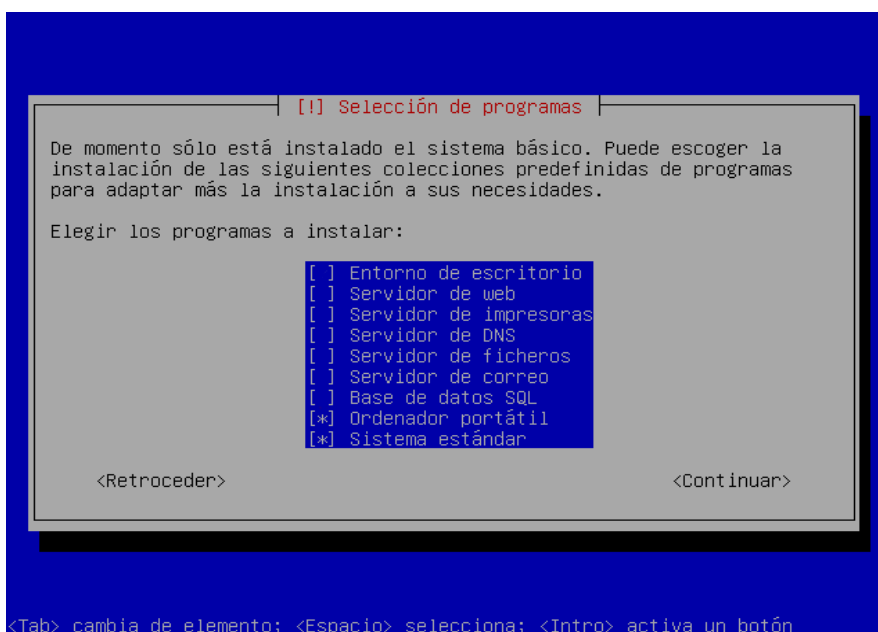 [!] Selección de programas
De momento sólo está instalado el sistema básico. Puede escoger la
instalación de las siguientes colecciones predefinidas de programas
para adaptar más la instalación a sus necesidades.
Elegir los programas a instalar:
[ ] Entorno de escritorio
[ ] Servidor de web
[ ] Servidor de impresoras
[ ] Servidor de DNS
[ ] Servidor de ficheros
[ ] Servidor de correo
[ ] Base de datos SQL
[*] Ordenador portátil
[*] Sistema estándar
<Retroceder> <Continuar>
<Tab> cambia de elemento; <Espacio> selecciona; <Intro> activa un botón